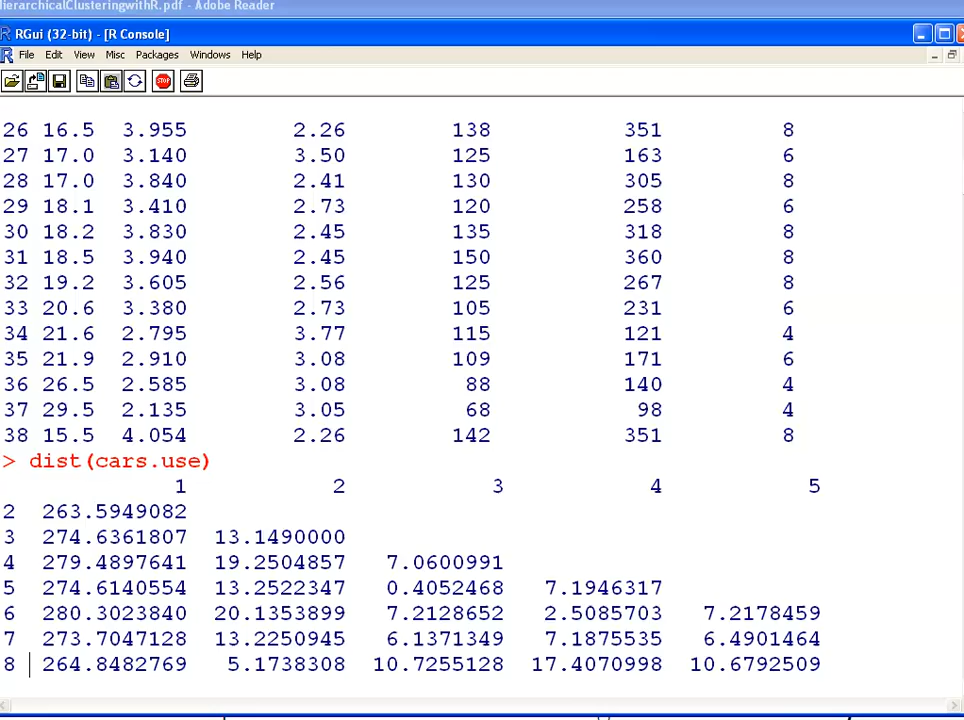 HierarchicalClusteringwithR.pdf - Adobe Reader
RGui (32-bit) - [R Console]
File Edit View Misc Packages Windows Help
STOP
26 16.5 3.955 2.26 138 351 8
27 17.0 3.140 3.50 125 163 6
28 17.0 3.840 2.41 130 305 8
29 18.1 3.410 2.73 120 258 6
30 18.2 3.830 2.45 135 318 8
31 18.5 3.940 2.45 150 360 8
32 19.2 3.605 2.56 125 267 8
33 20.6 3.380 2.73 105 231 6
34 21.6 2.795 3.77 115 121 4
35 21.9 2.910 3.08 109 171 6
36 26.5 2.585 3.08 88 140 4
37 29.5 2.135 3.05 68 98 4
38 15.5 4.054 2.26 142 351 8
> dist(cars.use)
1 2 3 4 5
2 263.5949082
3 274.6361807 13.1490000
4 279.4897641 19.2504857 7.0600991
5 274.6140554 13.2522347 0.4052468 7.1946317
6 280.3023840 20.1353899 7.2128652 2.5085703 7.2178459
7 273.7047128 13.2250945 6.1371349 7.1875535 6.4901464
8 264.8482769 5.1738308 10.7255128 17.4070998 10.6792509